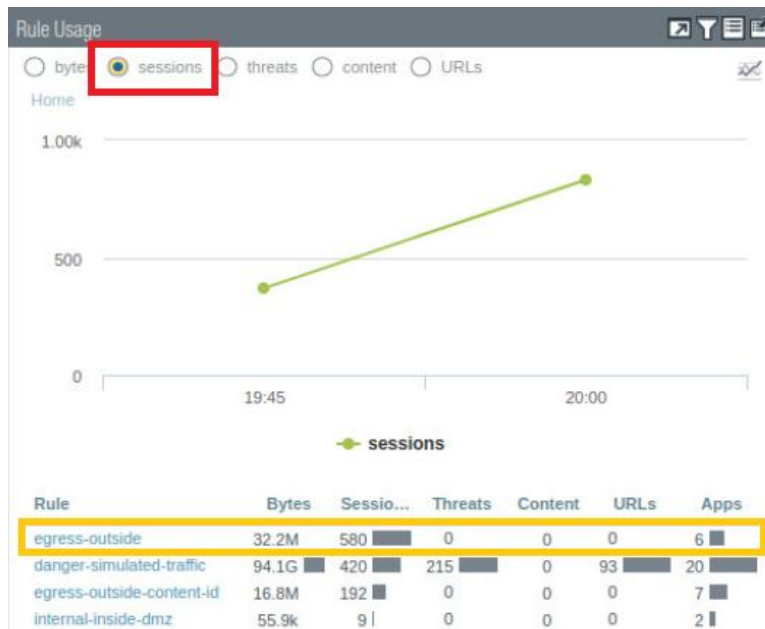 Rule Usage
byte sessions threats content URLs
Home
1.00k
500
0
19:45 20:00
sessions
Rule Bytes Sessio... Threats Content URLs Apps
egress-outside 32.2M 580 0 0 0 6
danger-simulated-traffic 94.1G 420 215 0 93 20
egress-outside-content-id 16.8M 192 0 0 0 7
internal-inside-dmz 55.9k 9 0 0 0 2